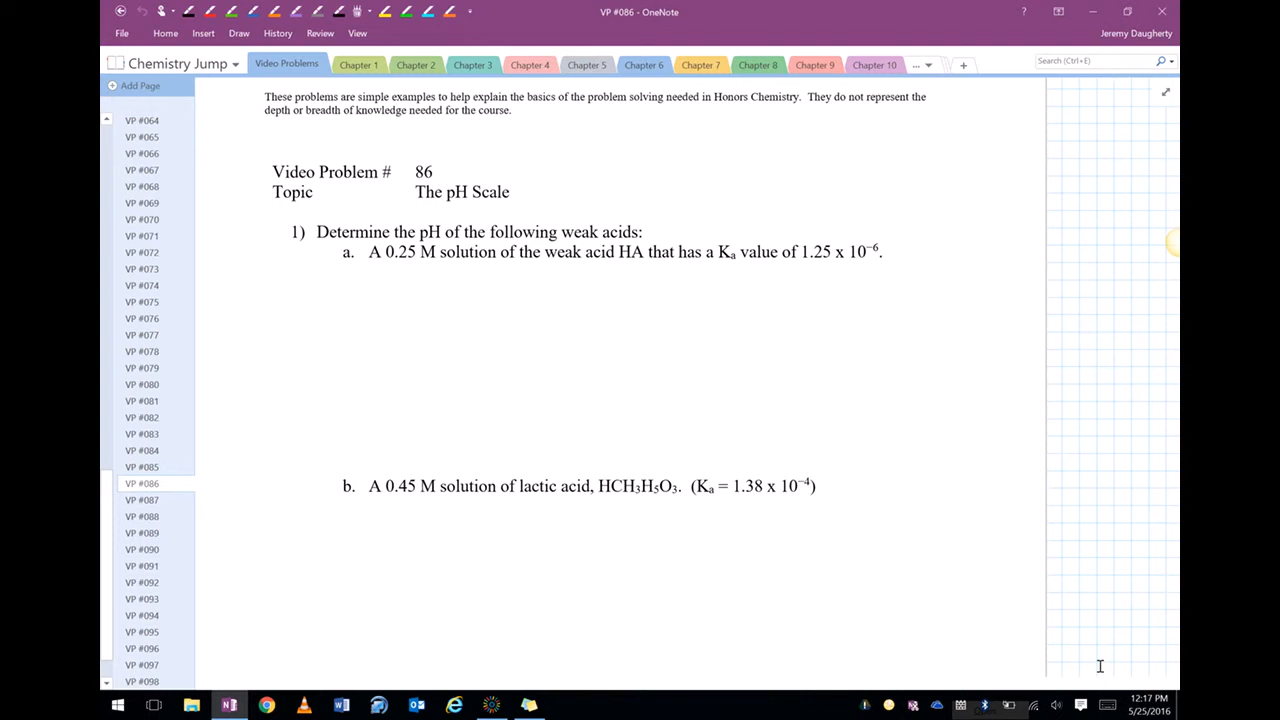 VP #086 - OneNote
File Home Insert Draw History Review View
Jeremy Daugherty
Chemistry Jump
Video Problems Chapter 1 Chapter 2 Chapter 3 Chapter 4 Chapter 5 Chapter 6 Chapter 7 Chapter 8 Chapter 9 Chapter 10 ... +
Search (Ctrl+E)
Add Page
VP #064
VP #065
VP #066
VP #067
VP #068
VP #069
VP #070
VP #071
VP #072
VP #073
VP #074
VP #075
VP #076
VP #077
VP #078
VP #079
VP #080
VP #081
VP #082
VP #083
VP #084
VP #085
VP #086
VP #087
VP #088
VP #089
VP #090
VP #091
VP #092
VP #093
VP #094
VP #095
VP #096
VP #097
VP #098
These problems are simple examples to help explain the basics of the problem solving needed in Honors Chemistry. They do not represent the
depth or breadth of knowledge needed for the course.
Video Problem # 86
Topic The pH Scale
1) Determine the pH of the following weak acids:
a. A 0.25 M solution of the weak acid HA that has a Kₐ value of 1.25 x 10⁻⁶.
b. A 0.45 M solution of lactic acid, HCH₃H₅O₃. (Kₐ = 1.38 x 10⁻⁴)
12:17 PM
5/25/2016